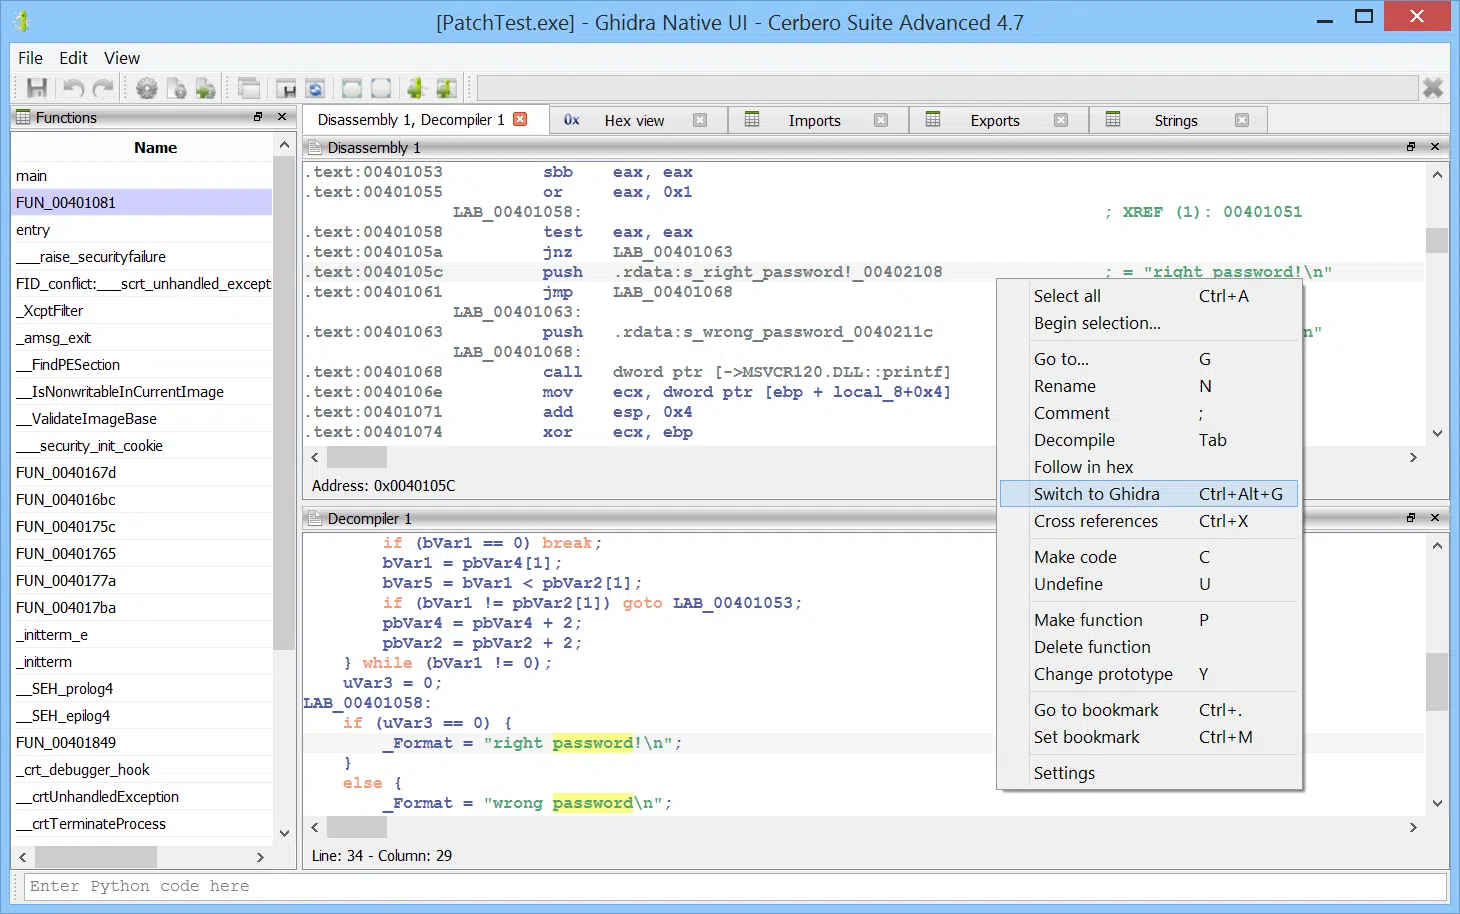 [PatchTest.exe] - Ghidra Native UI - Cerbero Suite Advanced 4.7
File Edit View
Functions
Name
main
FUN_00401081
entry
___raise_securityfailure
FID_conflict:___scrt_unhandled_except
_XcptFilter
_amsg_exit
__FindPESection
__IsNonwritableInCurrentImage
__ValidateImageBase
___security_init_cookie
FUN_0040167d
FUN_004016bc
FUN_0040175c
FUN_00401765
FUN_0040177a
FUN_004017ba
_initterm_e
_initterm
__SEH_prolog4
__SEH_epilog4
FUN_00401849
_crt_debugger_hook
__crtUnhandledException
__crtTerminateProcess
Disassembly 1, Decompiler 1 0x Hex view Imports Exports Strings
Disassembly 1
.text:00401053 sbb eax, eax
.text:00401055 or eax, 0x1
LAB_00401058: ; XREF (1): 00401051
.text:00401058 test eax, eax
.text:0040105a jnz LAB_00401063
.text:0040105c push .rdata:s_right_password!_00402108 ; = "right password!\n"
.text:00401061 jmp LAB_00401068
LAB_00401063:
.text:00401063 push .rdata:s_wrong_password_0040211c n"
LAB_00401068:
.text:00401068 call dword ptr [->MSVCR120.DLL::printf]
.text:0040106e mov ecx, dword ptr [ebp + local_8+0x4]
.text:00401071 add esp, 0x4
.text:00401074 xor ecx, ebp
Address: 0x0040105C
Decompiler 1
if (bVar1 == 0) break;
bVar1 = pbVar4[1];
bVar5 = bVar1 < pbVar2[1];
if (bVar1 != pbVar2[1]) goto LAB_00401053;
pbVar4 = pbVar4 + 2;
pbVar2 = pbVar2 + 2;
} while (bVar1 != 0);
uVar3 = 0;
LAB_00401058:
if (uVar3 == 0) {
_Format = "right password!\n";
}
else {
_Format = "wrong password\n";
Line: 34 - Column: 29
Select all Ctrl+A
Begin selection...
Go to... G
Rename N
Comment ;
Decompile Tab
Follow in hex
Switch to Ghidra Ctrl+Alt+G
Cross references Ctrl+X
Make code C
Undefine U
Make function P
Delete function
Change prototype Y
Go to bookmark Ctrl+.
Set bookmark Ctrl+M
Settings
Enter Python code here